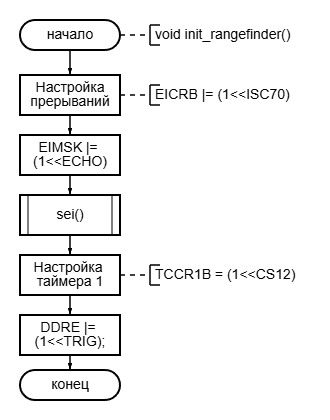 начало
void init_rangefinder()
Настройка
прерываний
EICRB |= (1<<ISC70)
EIMSK |=
(1<<ECHO)
sei()
Настройка
таймера 1
TCCR1B = (1<<CS12)
DDRE |=
(1<<TRIG);
конец